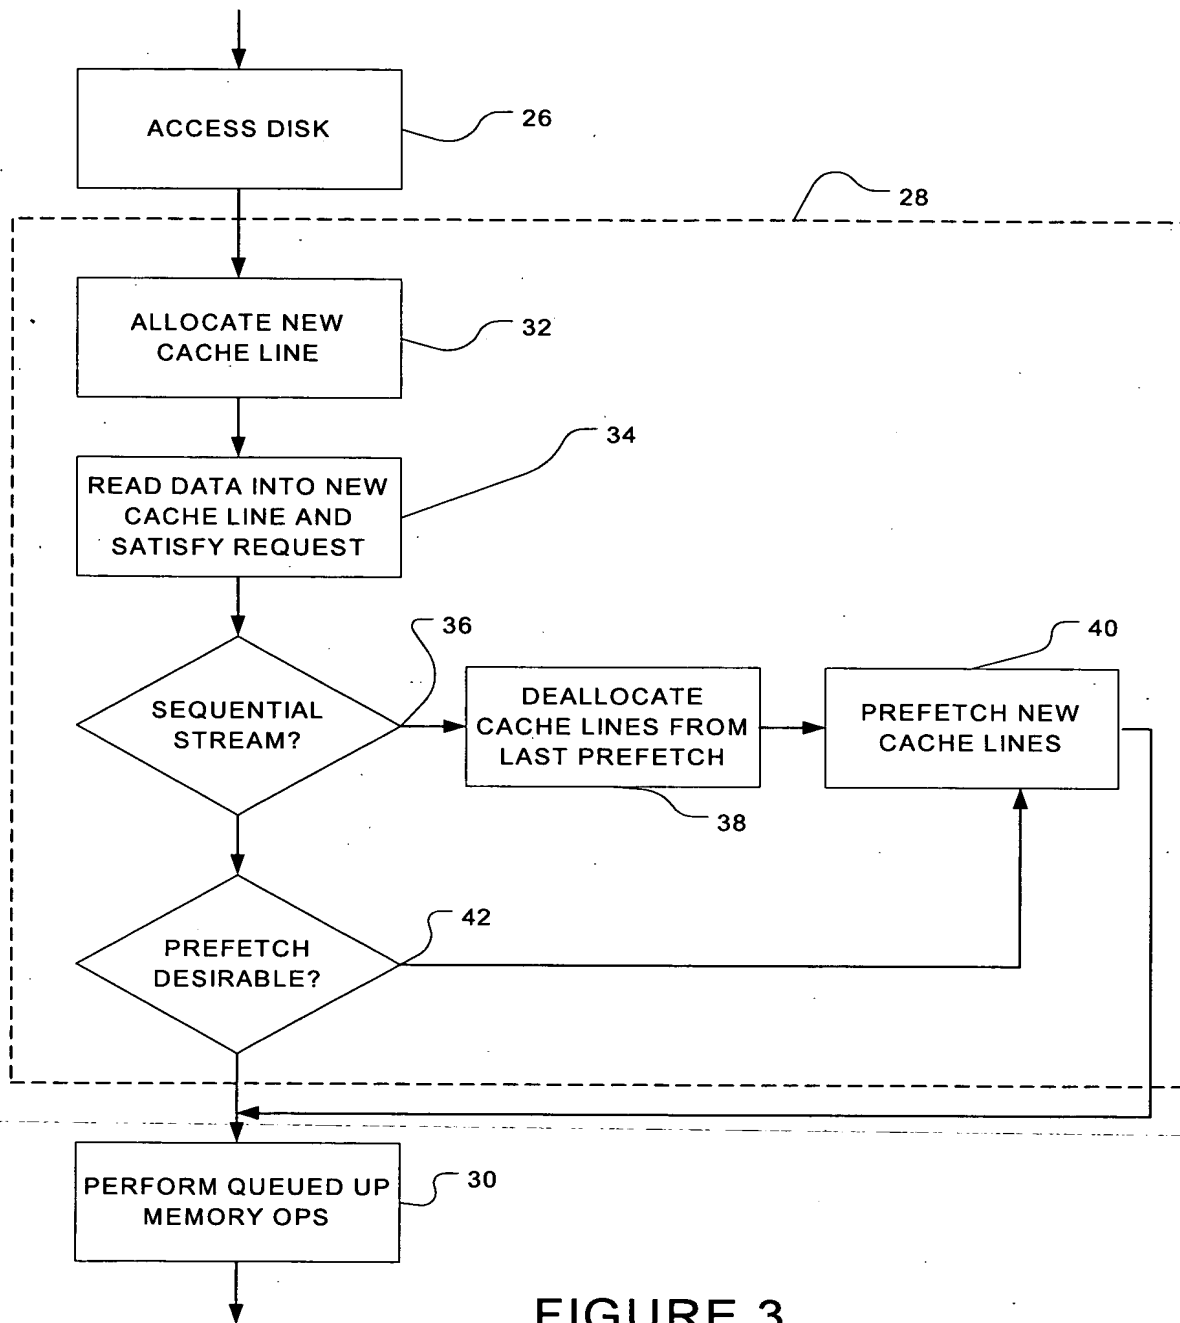 ACCESS DISK
26
28
ALLOCATE NEW
CACHE LINE
32
34
READ DATA INTO NEW
CACHE LINE AND
SATISFY REQUEST
36
SEQUENTIAL
STREAM?
DEALLOCATE
CACHE LINES FROM
LAST PREFETCH
38
40
PREFETCH NEW
CACHE LINES
42
PREFETCH
DESIRABLE?
PERFORM QUEUED UP
MEMORY OPS
30
FIGURE 3